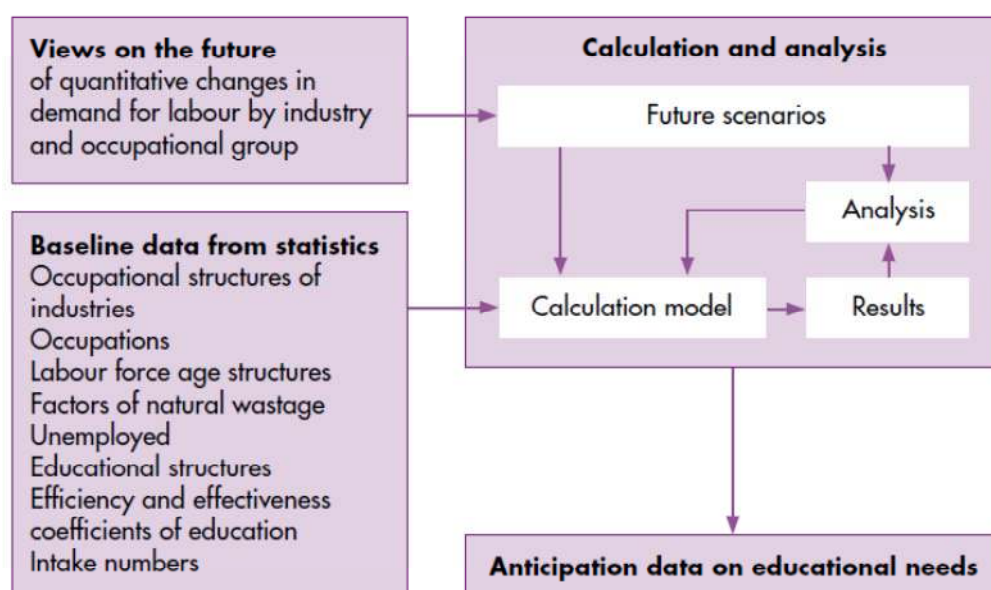 Views on the future
of quantitative changes in
demand for labour by industry
and occupational group
Baseline data from statistics
Occupational structures of
industries
Occupations
Labour force age structures
Factors of natural wastage
Unemployed
Educational structures
Efficiency and effectiveness
coefficients of education
Intake numbers
Calculation and analysis
Future scenarios
Analysis
Calculation model
Results
Anticipation data on educational needs